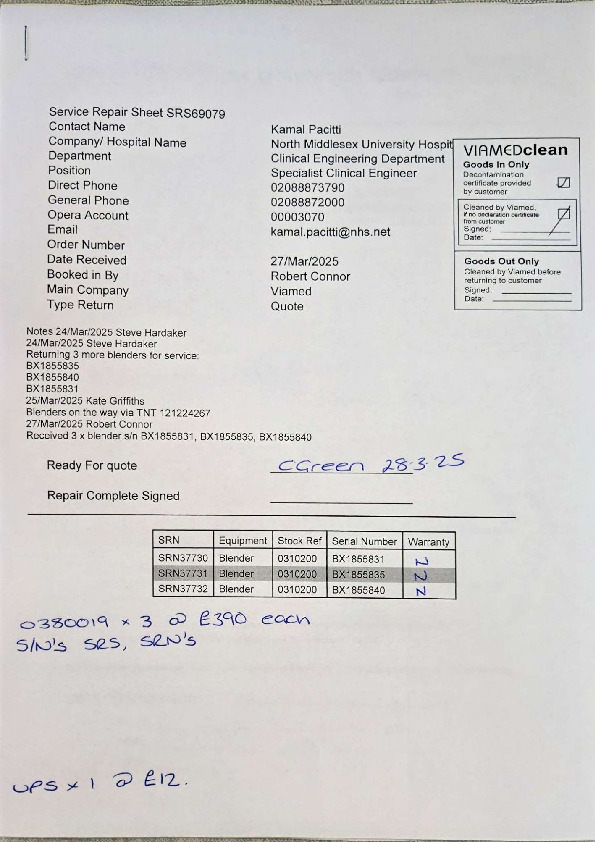 Service Repair Sheet SRS69079
Contact Name Kamal Pacitti
Company/ Hospital Name North Middlesex University Hospit
Department Clinical Engineering Department
Position Specialist Clinical Engineer
Direct Phone 02088873790
General Phone 02088872000
Opera Account 00003070
Email kamal.pacitti@nhs.net
Order Number
Date Received 27/Mar/2025
Booked in By Robert Connor
Main Company Viamed
Type Return Quote
VIAMEDclean
Goods In Only
Decontamination
certificate provided
by customer
Cleaned by Viamed,
if no declaration certificate
from customer
Signed:
Date:
Goods Out Only
Cleaned by Viamed before
returning to customer
Signed:
Date:
Notes 24/Mar/2025 Steve Hardaker
24/Mar/2025 Steve Hardaker
Returning 3 more blenders for service:
BX1855835
BX1855840
BX1855831
25/Mar/2025 Kate Griffiths
Blenders on the way via TNT 121224267
27/Mar/2025 Robert Connor
Received 3 x blender s/n BX1855831, BX1855835, BX1855840
Ready For quote CGreen 28.3.25
Repair Complete Signed
SRN Equipment Stock Ref Serial Number Warranty
SRN37730 Blender 0310200 BX1855831 N
SRN37731 Blender 0310200 BX1855835 N
SRN37732 Blender 0310200 BX1855840 N
0380019 x 3 @ £390 each
S/N's SRS, SRN's
UPS x 1 @ £12.